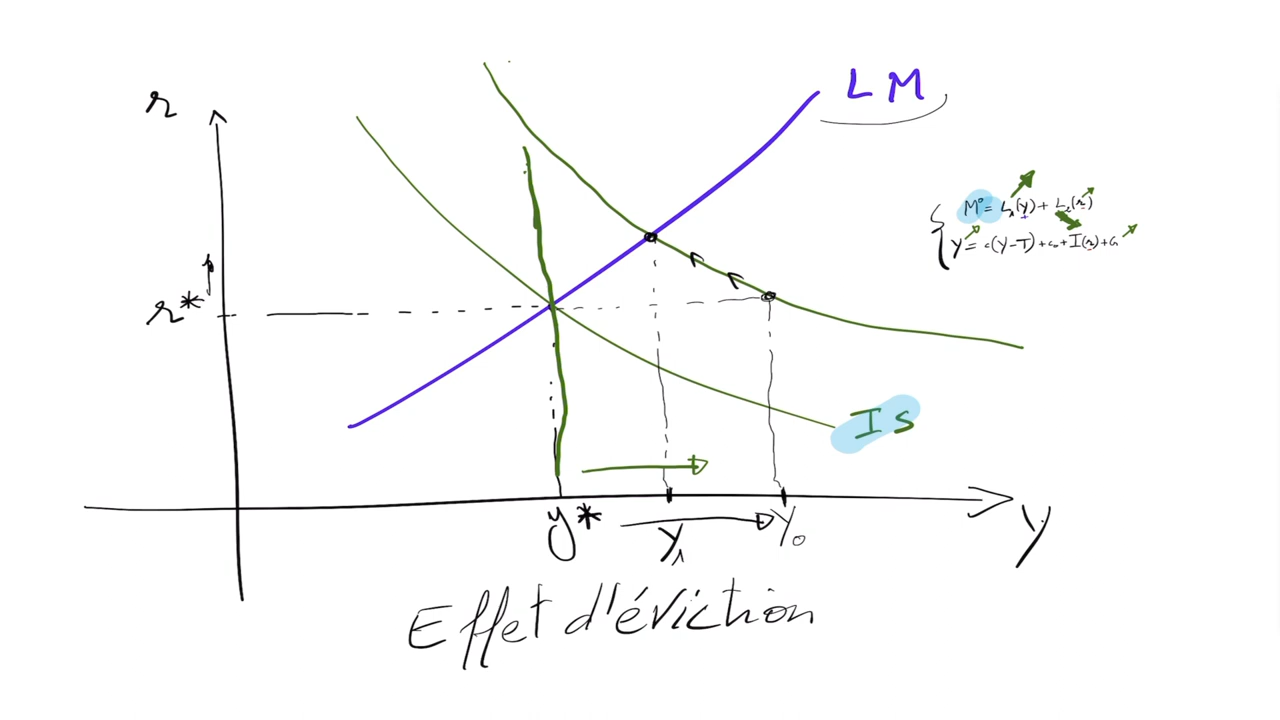 r
LM
M° = L₁(y) + L₂(r)
Y = c(Y-T) + c₀ + I(r) + G
r*
IS
y*
Y₁
Y₀
y
Effet d'éviction